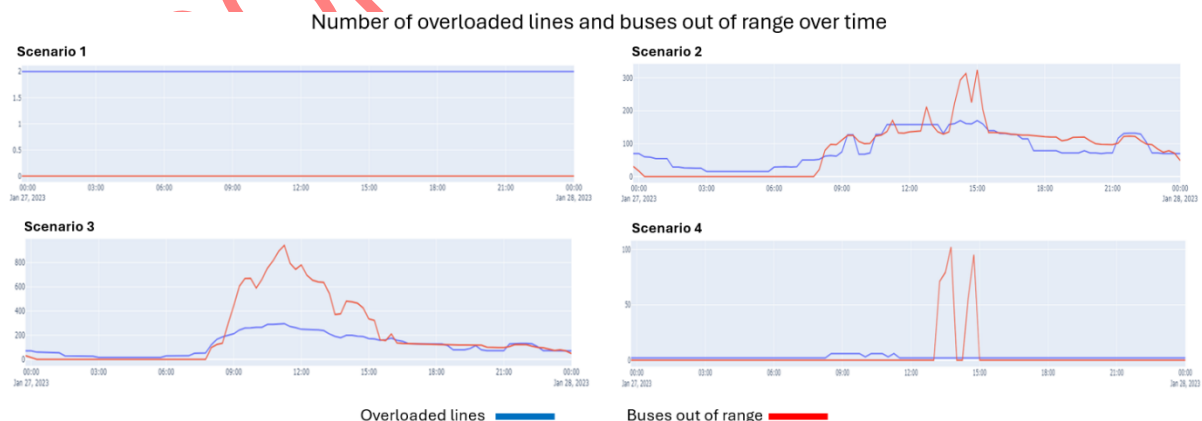 Number of overloaded lines and buses out of range over time
Scenario 1
2
1.5
1
0.5
0
00:00 03:00 06:00 09:00 12:00 15:00 18:00 21:00 00:00
Jan 27, 2023 Jan 28, 2023
Scenario 2
300
200
100
0
00:00 03:00 06:00 09:00 12:00 15:00 18:00 21:00 00:00
Jan 27, 2023 Jan 28, 2023
Scenario 3
800
600
400
200
0
00:00 03:00 06:00 09:00 12:00 15:00 18:00 21:00 00:00
Jan 27, 2023 Jan 28, 2023
Scenario 4
100
50
0
00:00 03:00 06:00 09:00 12:00 15:00 18:00 21:00 00:00
Jan 27, 2023 Jan 28, 2023
Overloaded lines Buses out of range